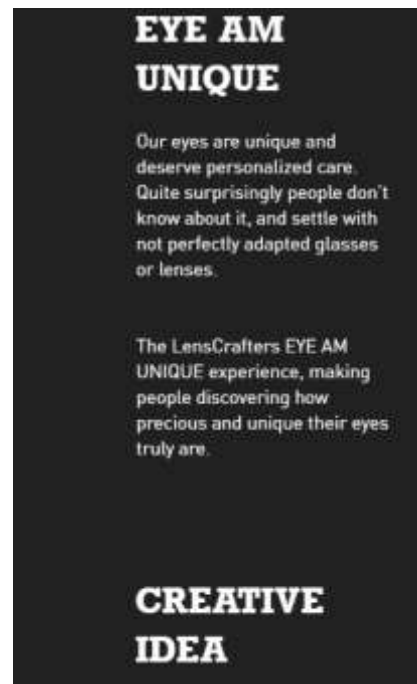 EYE AM
UNIQUE
Our eyes are unique and
deserve personalized care.
Quite surprisingly people don't
know about it, and settle with
not perfectly adapted glasses
or lenses.
The LensCrafters EYE AM
UNIQUE experience, making
people discovering how
precious and unique their eyes
truly are.
CREATIVE
IDEA